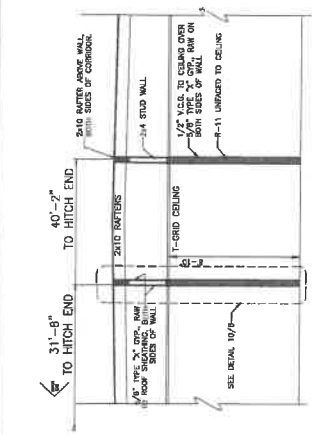 31'-8"
TO HITCH END
40'-2"
TO HITCH END
2x10 RAFTER ABOVE WALL
BOTH SIDES OF CORRIDOR.
2x10 RAFTERS
2x4 STUD WALL
5/8" TYPE "X" GYP., RAW
TO ROOF SHEATHING. BOTH
SIDES OF WALL
T-GRID CEILING
1/2" V.C.G. TO CEILING OVER
5/8" TYPE "X" GYP., RAW ON
BOTH SIDES OF WALL
R-11 UNFACED TO CEILING
SEE DETAIL 10/8